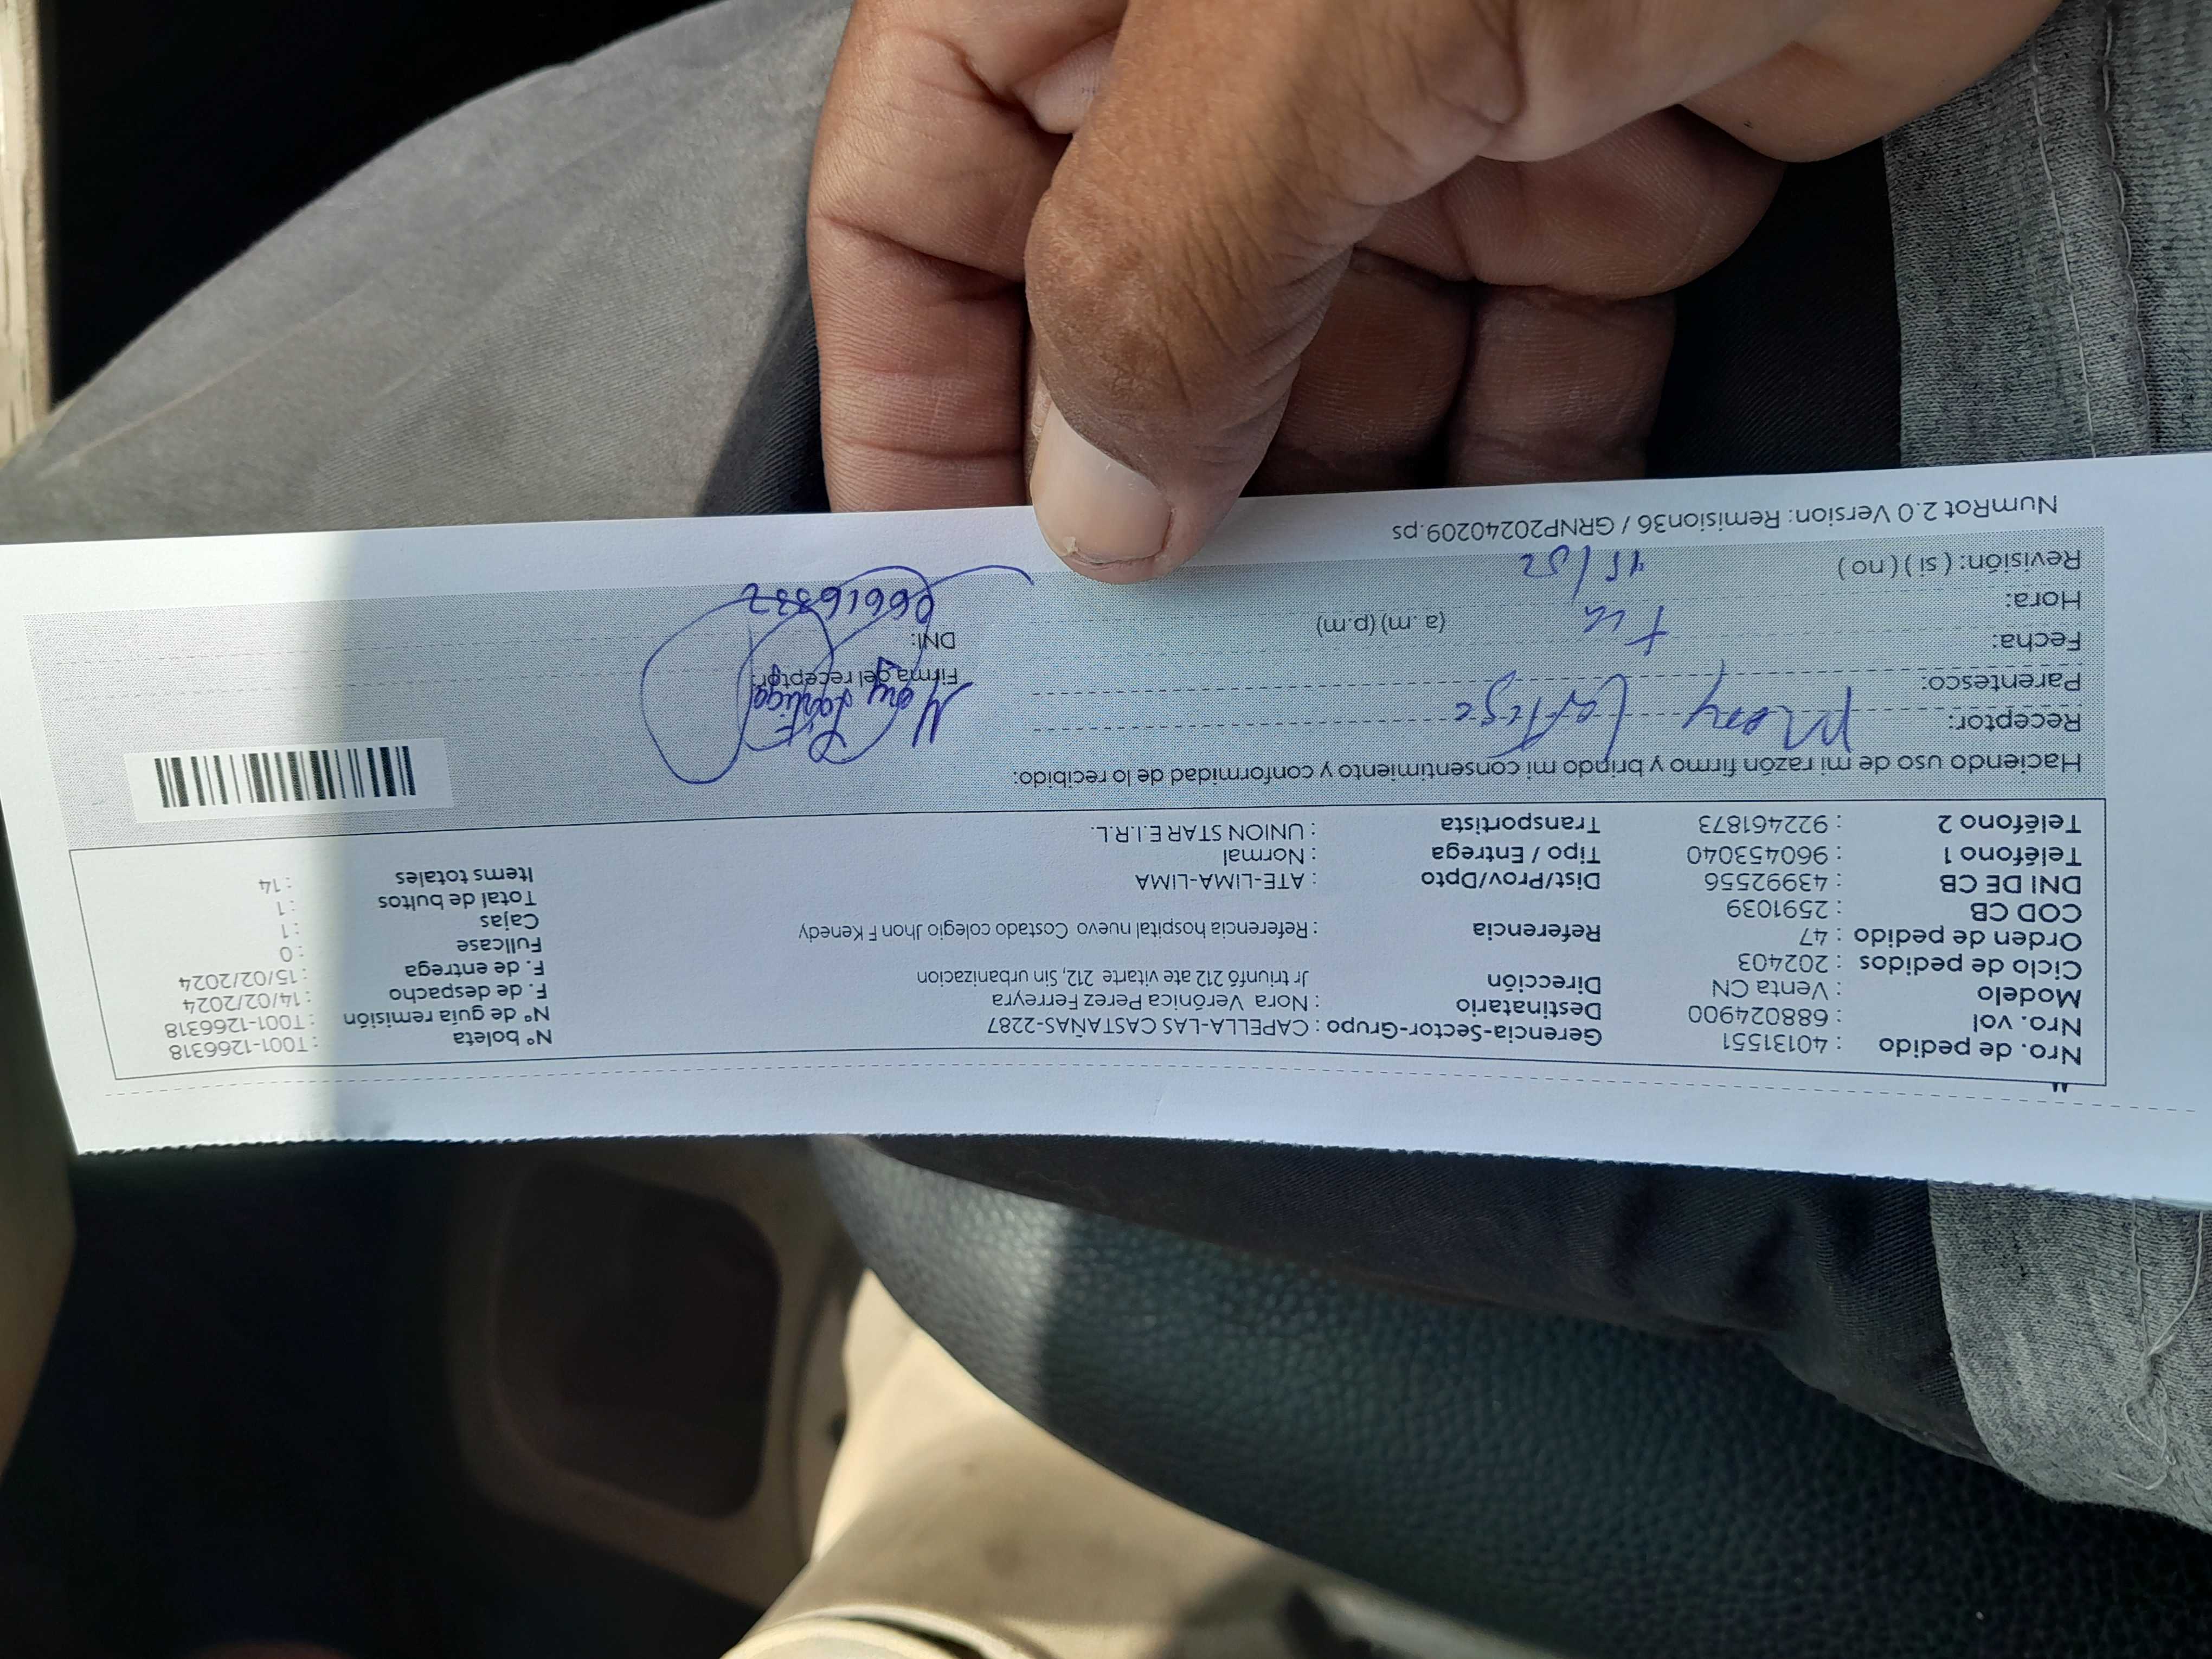 Nro. de pedido : 40131551 Gerencia-Sector-Grupo : CAPELLA-LAS CASTAÑAS-2287 N° boleta : T001-1266318
Nro. vol : 688024900 Destinatario : Nora Verónica Perez Ferreyra N° de guía remisión : T001-1266318
Modelo : Venta CN Dirección Jr triunfó 212 ate vitarte 212, Sin urbanizacion F. de despacho : 14/02/2024
Ciclo de pedidos : 202403 F. de entrega : 15/02/2024
Orden de pedido : 47 Referencia : Referencia hospital nuevo Costado colegio Jhon F Kenedy Fullcase : 0
COD CB : 2591039 Cajas : 1
DNI DE CB : 43992556 Dist/Prov/Dpto : ATE-LIMA-LIMA Total de bultos : 1
Teléfono 1 : 960453040 Tipo / Entrega : Normal Items totales : 14
Teléfono 2 : 922461873 Transportista : UNION STAR E.I.R.L.
Haciendo uso de mi razón firmo y brindo mi consentimiento y conformidad de lo recibido:
Receptor: Mary
Parentesco: Firma del receptor: Mary
Fecha: DNI:
Hora: (a.m) (p.m)
Revisión: ( si ) ( no )
NumRot 2.0 Version: Remision36 / GRNP20240209.ps